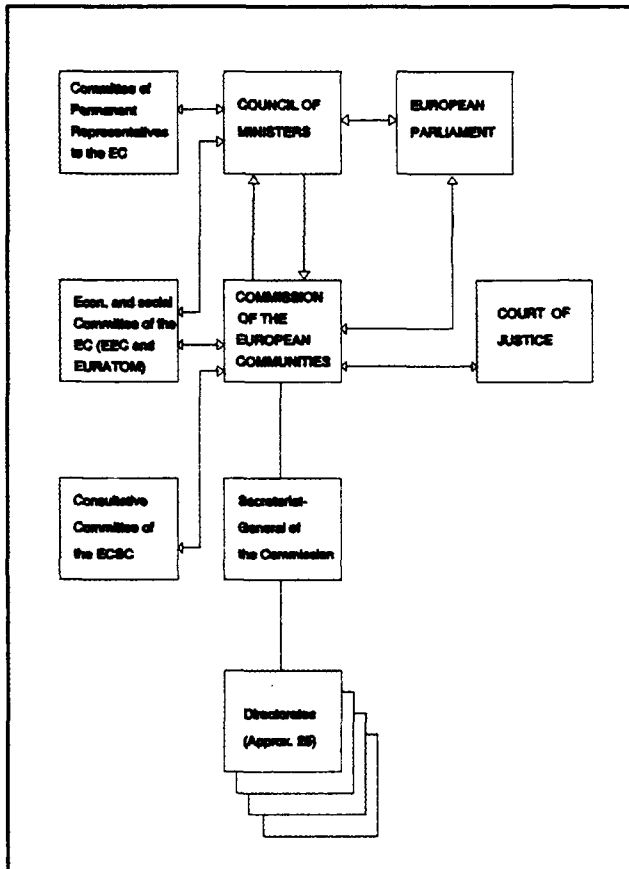 Committee of
Permanent
Representatives
to the EC
COUNCIL OF
MINISTERS
EUROPEAN
PARLIAMENT
Econ. and social
Committee of the
EC (EEC and
EURATOM)
COMMISSION
OF THE
EUROPEAN
COMMUNITIES
COURT OF
JUSTICE
Consultative
Committee of
the ECSC
Secretariat-
General of
the Commission
Directorates
(Approx. 25)